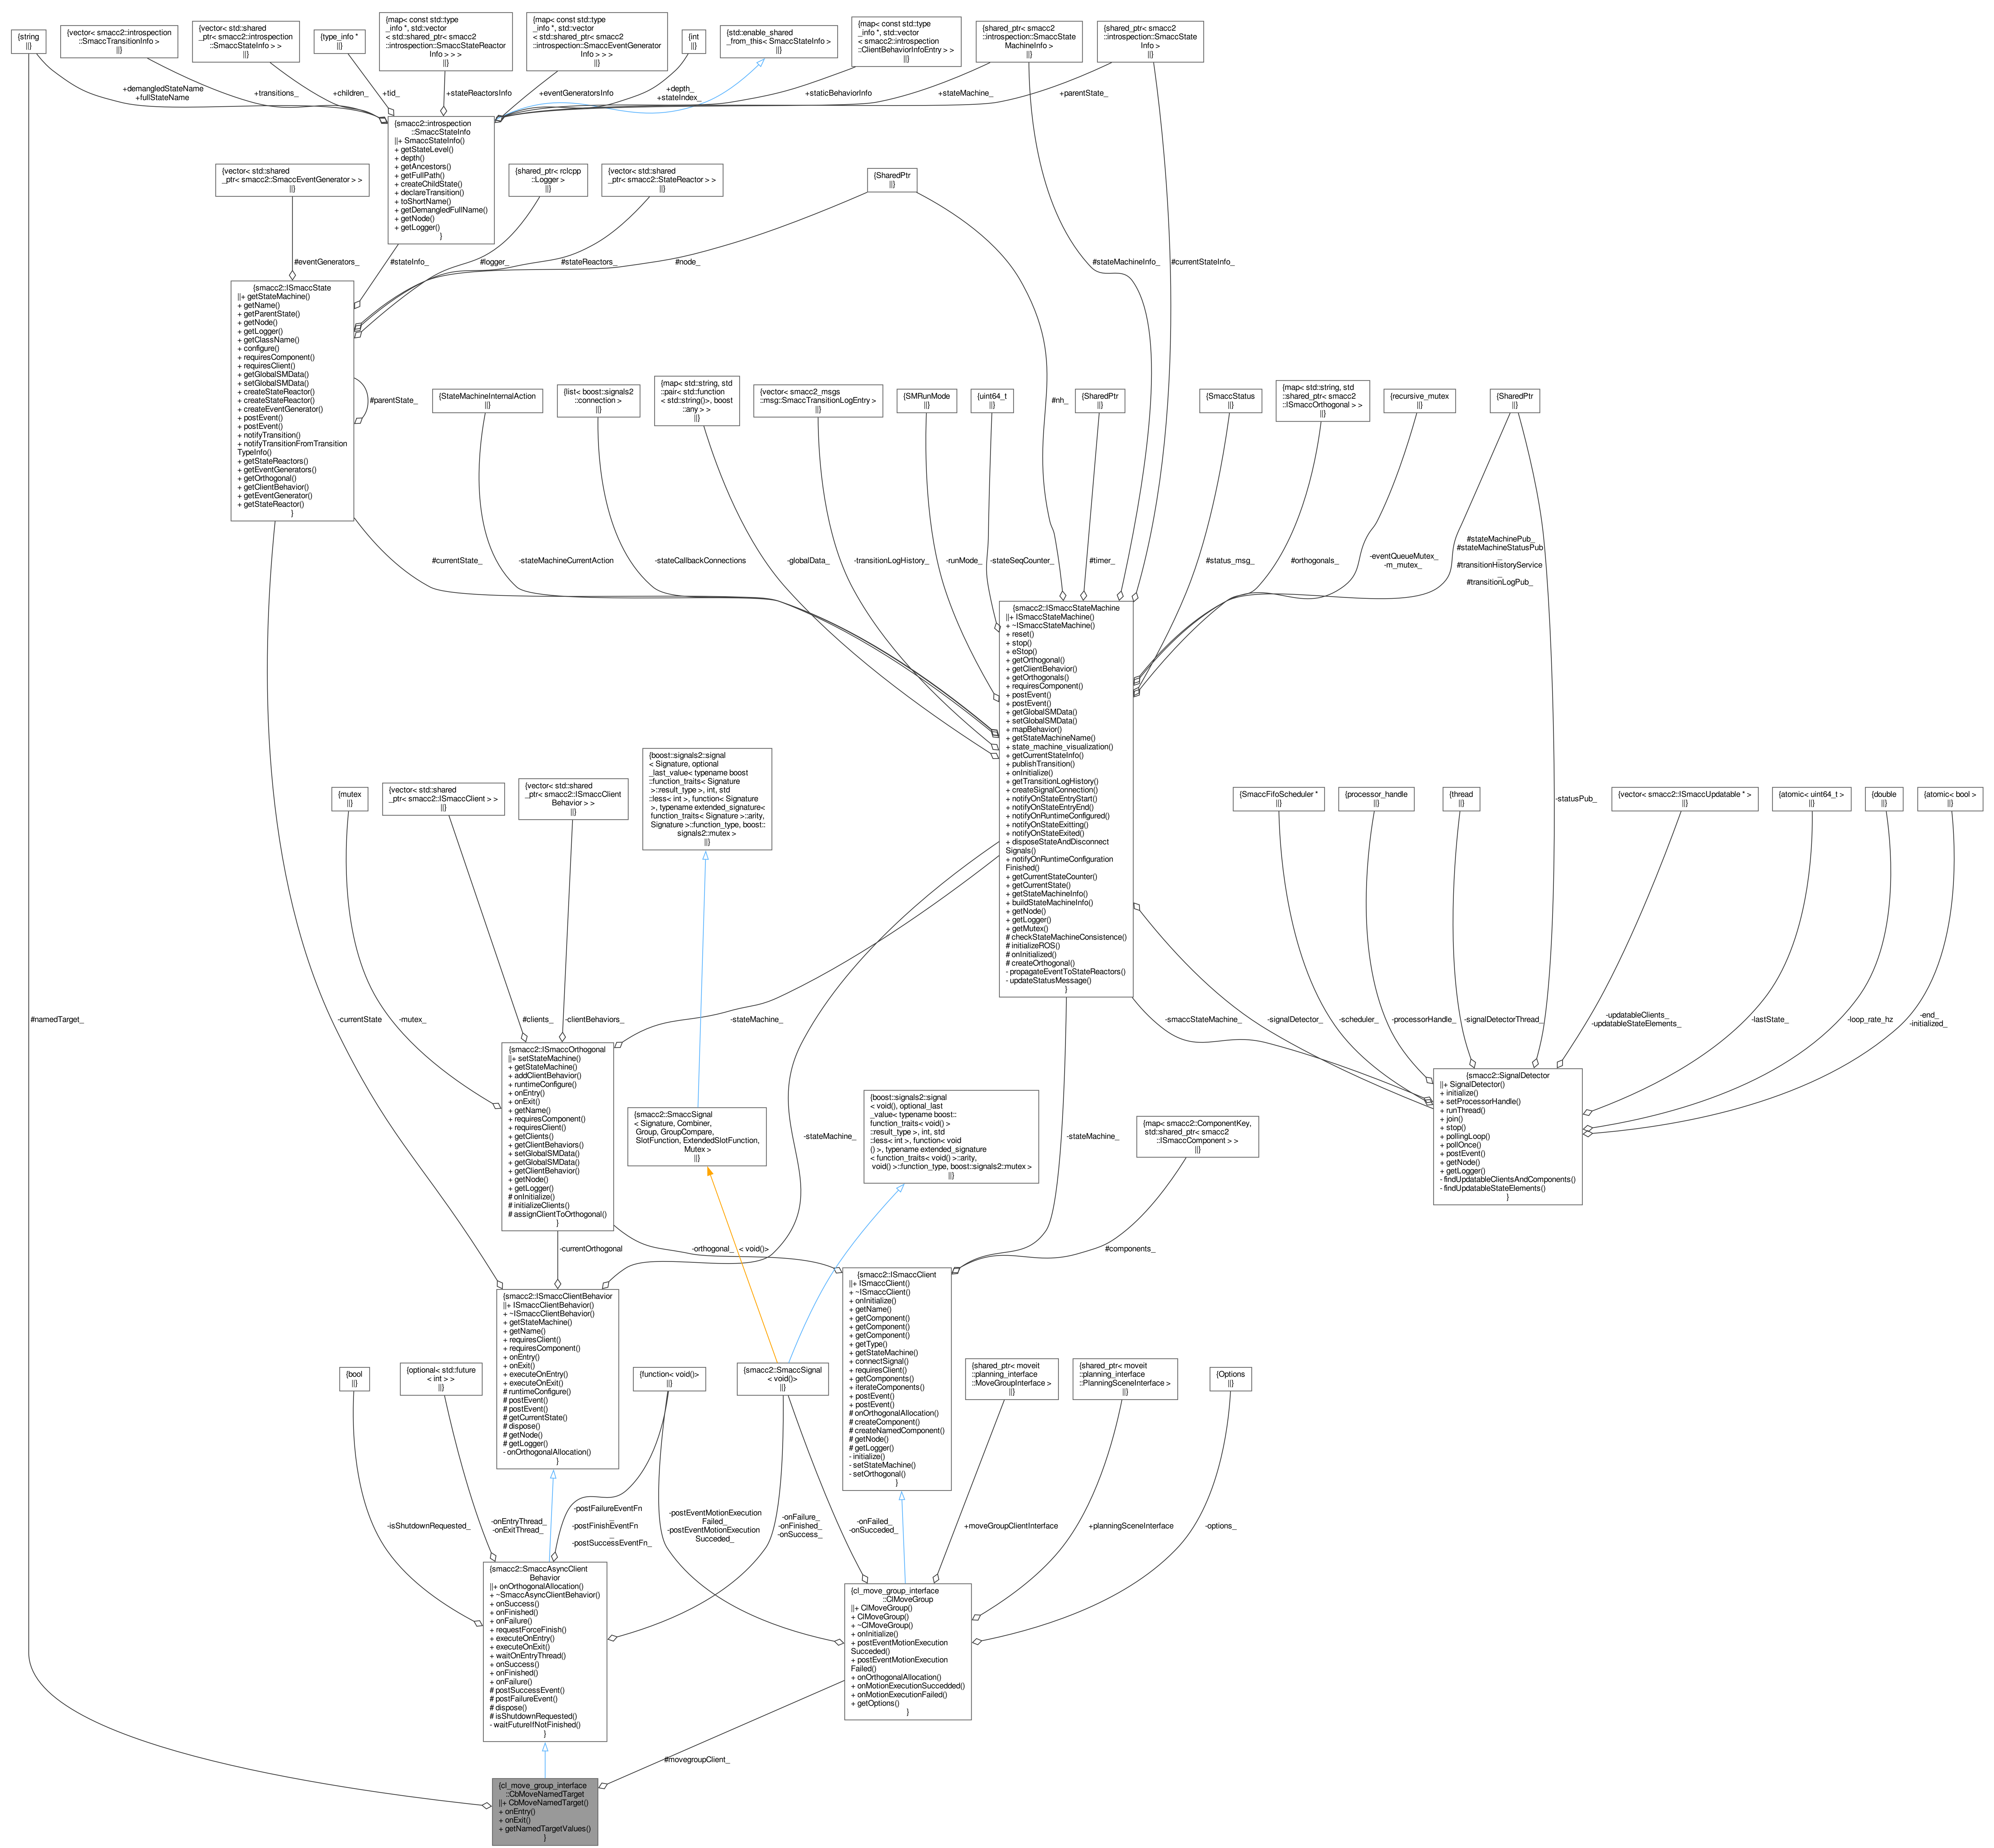 {string
||}
{vector< smacc2::introspection
::SmaccTransitionInfo >
||}
{vector< std::shared
_ptr< smacc2::introspection
::SmaccStateInfo > >
||}
{type_info *
||}
{map< const std::type
_info *, std::vector
< std::shared_ptr< smacc2
::introspection::SmaccStateReactor
Info > > >
||}
{map< const std::type
_info *, std::vector
< std::shared_ptr< smacc2
::introspection::SmaccEventGenerator
Info > > >
||}
{int
||}
{std::enable_shared
_from_this< SmaccStateInfo >
||}
{map< const std::type
_info *, std::vector
< smacc2::introspection
::ClientBehaviorInfoEntry > >
||}
{shared_ptr< smacc2
::introspection::SmaccState
MachineInfo >
||}
{shared_ptr< smacc2
::introspection::SmaccState
Info >
||}
+demangledStateName
+fullStateName
+transitions_
+children_
+tid_
+stateReactorsInfo
+eventGeneratorsInfo
+depth_
+stateIndex_
+staticBehaviorInfo
+stateMachine_
+parentState_
{smacc2::introspection
::SmaccStateInfo
||+ SmaccStateInfo()
+ getStateLevel()
+ depth()
+ getAncestors()
+ getFullPath()
+ createChildState()
+ declareTransition()
+ toShortName()
+ getDemangledFullName()
+ getNode()
+ getLogger()
}
{vector< std::shared
_ptr< smacc2::SmaccEventGenerator > >
||}
{shared_ptr< rclcpp
::Logger >
||}
{vector< std::shared
_ptr< smacc2::StateReactor > >
||}
{SharedPtr
||}
#eventGenerators_
#stateInfo_
#logger_
#stateReactors_
#node_
#stateMachineInfo_
#currentStateInfo_
{smacc2::ISmaccState
||+ getStateMachine()
+ getName()
+ getParentState()
+ getNode()
+ getLogger()
+ getClassName()
+ configure()
+ requiresComponent()
+ requiresClient()
+ getGlobalSMData()
+ setGlobalSMData()
+ createStateReactor()
+ createStateReactor()
+ createEventGenerator()
+ postEvent()
+ postEvent()
+ notifyTransition()
+ notifyTransitionFromTransition
TypeInfo()
+ getStateReactors()
+ getEventGenerators()
+ getOrthogonal()
+ getClientBehavior()
+ getEventGenerator()
+ getStateReactor()
}
#parentState_
{StateMachineInternalAction
||}
{list< boost::signals2
::connection >
||}
{map< std::string, std
::pair< std::function
< std::string()>, boost
::any > >
||}
{vector< smacc2_msgs
::msg::SmaccTransitionLogEntry >
||}
{SMRunMode
||}
{uint64_t
||}
#nh_
{SharedPtr
||}
{SmaccStatus
||}
{map< std::string, std
::shared_ptr< smacc2
::ISmaccOrthogonal > >
||}
{recursive_mutex
||}
{SharedPtr
||}
#currentState_
-stateMachineCurrentAction
-stateCallbackConnections
-globalData_
-transitionLogHistory_
-runMode_
-stateSeqCounter_
#timer_
#status_msg_
#orthogonals_
-eventQueueMutex_
-m_mutex_
#stateMachinePub_
#stateMachineStatusPub
_
#transitionHistoryService
_
#transitionLogPub_
{smacc2::ISmaccStateMachine
||+ ISmaccStateMachine()
+ ~ISmaccStateMachine()
+ reset()
+ stop()
+ eStop()
+ getOrthogonal()
+ getClientBehavior()
+ getOrthogonals()
+ requiresComponent()
+ postEvent()
+ postEvent()
+ getGlobalSMData()
+ setGlobalSMData()
+ mapBehavior()
+ getStateMachineName()
+ state_machine_visualization()
+ getCurrentStateInfo()
+ publishTransition()
+ onInitialize()
+ getTransitionLogHistory()
+ createSignalConnection()
+ notifyOnStateEntryStart()
+ notifyOnStateEntryEnd()
+ notifyOnRuntimeConfigured()
+ notifyOnStateExitting()
+ notifyOnStateExited()
+ disposeStateAndDisconnect
Signals()
+ notifyOnRuntimeConfiguration
Finished()
+ getCurrentStateCounter()
+ getCurrentState()
+ getStateMachineInfo()
+ buildStateMachineInfo()
+ getNode()
+ getLogger()
+ getMutex()
# checkStateMachineConsistence()
# initializeROS()
# onInitialized()
# createOrthogonal()
- propagateEventToStateReactors()
- updateStatusMessage()
}
{mutex
||}
{vector< std::shared
_ptr< smacc2::ISmaccClient > >
||}
{vector< std::shared
_ptr< smacc2::ISmaccClient
Behavior > >
||}
{boost::signals2::signal
< Signature, optional
_last_value< typename boost
::function_traits< Signature
>::result_type >, int, std
::less< int >, function< Signature
>, typename extended_signature<
function_traits< Signature >::arity,
Signature >::function_type, boost::
signals2::mutex >
||}
{SmaccFifoScheduler *
||}
{processor_handle
||}
{thread
||}
-statusPub_
{vector< smacc2::ISmaccUpdatable * >
||}
{atomic< uint64_t >
||}
{double
||}
{atomic< bool >
||}
#namedTarget_
-currentState
-mutex_
#clients_
-clientBehaviors_
-stateMachine_
-smaccStateMachine_
-signalDetector_
-scheduler_
-processorHandle_
-signalDetectorThread_
-updatableClients_
-updatableStateElements_
-lastState_
-loop_rate_hz
-end_
-initialized_
{smacc2::ISmaccOrthogonal
||+ setStateMachine()
+ getStateMachine()
+ addClientBehavior()
+ runtimeConfigure()
+ onEntry()
+ onExit()
+ getName()
+ requiresComponent()
+ requiresClient()
+ getClients()
+ getClientBehaviors()
+ setGlobalSMData()
+ getGlobalSMData()
+ getClientBehavior()
+ getNode()
+ getLogger()
# onInitialize()
# initializeClients()
# assignClientToOrthogonal()
}
{smacc2::SmaccSignal
< Signature, Combiner,
Group, GroupCompare,
SlotFunction, ExtendedSlotFunction,
Mutex >
||}
-stateMachine_
{boost::signals2::signal
< void(), optional_last
_value< typename boost::
function_traits< void()>
::result_type >, int, std
::less< int >, function< void
() >, typename extended_signature
< function_traits< void() >::arity,
void() >::function_type, boost::signals2::mutex >
||}
-stateMachine_
{map< smacc2::ComponentKey,
std::shared_ptr< smacc2
::ISmaccComponent > >
||}
{smacc2::SignalDetector
||+ SignalDetector()
+ initialize()
+ setProcessorHandle()
+ runThread()
+ join()
+ stop()
+ pollingLoop()
+ pollOnce()
+ postEvent()
+ getNode()
+ getLogger()
- findUpdatableClientsAndComponents()
- findUpdatableStateElements()
}
-currentOrthogonal
-orthogonal_
< void()>
#components_
{smacc2::ISmaccClientBehavior
||+ ISmaccClientBehavior()
+ ~ISmaccClientBehavior()
+ getStateMachine()
+ getName()
+ requiresClient()
+ requiresComponent()
+ onEntry()
+ onExit()
+ executeOnEntry()
+ executeOnExit()
# runtimeConfigure()
# postEvent()
# postEvent()
# getCurrentState()
# dispose()
# getNode()
# getLogger()
- onOrthogonalAllocation()
}
{smacc2::ISmaccClient
||+ ISmaccClient()
+ ~ISmaccClient()
+ onInitialize()
+ getName()
+ getComponent()
+ getComponent()
+ getComponent()
+ getType()
+ getStateMachine()
+ connectSignal()
+ requiresClient()
+ getComponents()
+ iterateComponents()
+ postEvent()
+ postEvent()
# onOrthogonalAllocation()
# createComponent()
# createNamedComponent()
# getNode()
# getLogger()
- initialize()
- setStateMachine()
- setOrthogonal()
}
{bool
||}
{optional< std::future
< int > >
||}
{function< void()>
||}
{smacc2::SmaccSignal
< void()>
||}
{shared_ptr< moveit
::planning_interface
::MoveGroupInterface >
||}
{shared_ptr< moveit
::planning_interface
::PlanningSceneInterface >
||}
{Options
||}
-isShutdownRequested_
-onEntryThread_
-onExitThread_
-postFailureEventFn
_
-postFinishEventFn
_
-postSuccessEventFn_
-postEventMotionExecution
Failed_
-postEventMotionExecution
Succeded_
-onFailure_
-onFinished_
-onSuccess_
-onFailed_
-onSucceded_
+moveGroupClientInterface
+planningSceneInterface
-options_
{smacc2::SmaccAsyncClient
Behavior
||+ onOrthogonalAllocation()
+ ~SmaccAsyncClientBehavior()
+ onSuccess()
+ onFinished()
+ onFailure()
+ requestForceFinish()
+ executeOnEntry()
+ executeOnExit()
+ waitOnEntryThread()
+ onSuccess()
+ onFinished()
+ onFailure()
# postSuccessEvent()
# postFailureEvent()
# dispose()
# isShutdownRequested()
- waitFutureIfNotFinished()
}
{cl_move_group_interface
::ClMoveGroup
||+ ClMoveGroup()
+ ClMoveGroup()
+ ~ClMoveGroup()
+ onInitialize()
+ postEventMotionExecution
Succeded()
+ postEventMotionExecution
Failed()
+ onOrthogonalAllocation()
+ onMotionExecutionSuccedded()
+ onMotionExecutionFailed()
+ getOptions()
}
#movegroupClient_
{cl_move_group_interface
::CbMoveNamedTarget
||+ CbMoveNamedTarget()
+ onEntry()
+ onExit()
+ getNamedTargetValues()
}